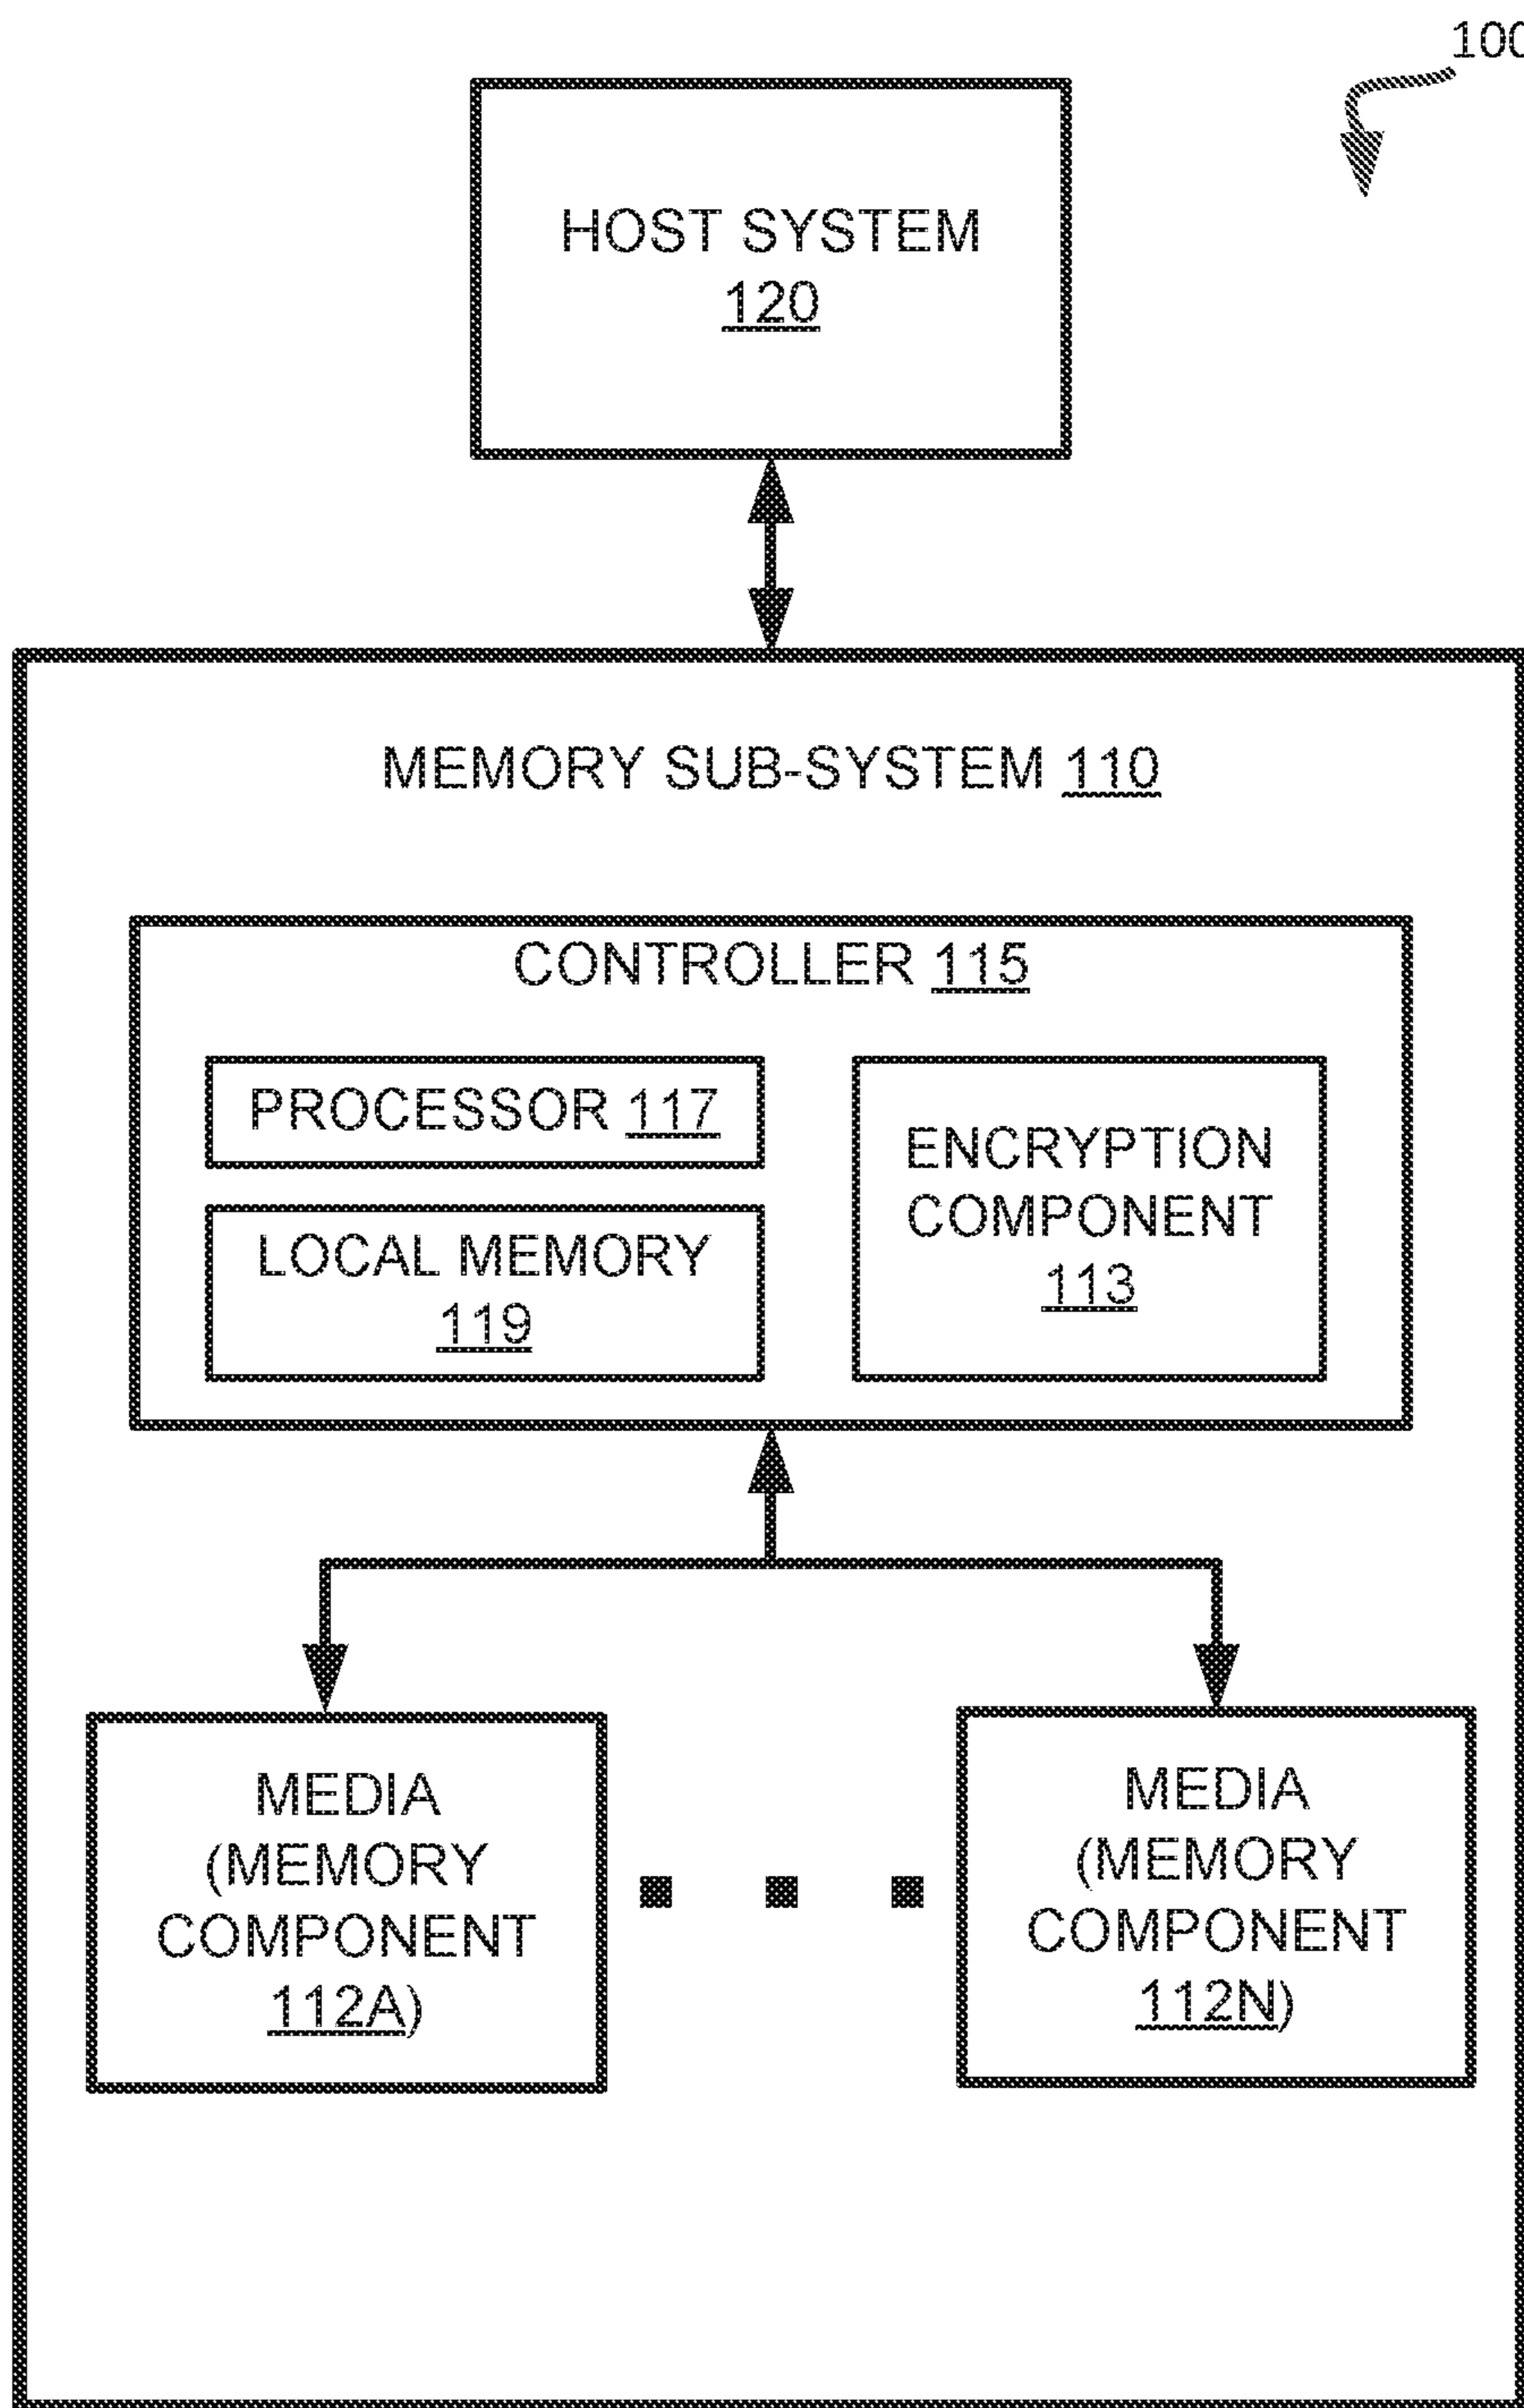 100
HOST SYSTEM
120
MEMORY SUB-SYSTEM 110
CONTROLLER 115
PROCESSOR 117
LOCAL MEMORY
119
ENCRYPTION
COMPONENT
113
MEDIA
(MEMORY
COMPONENT
112A)
MEDIA
(MEMORY
COMPONENT
112N)